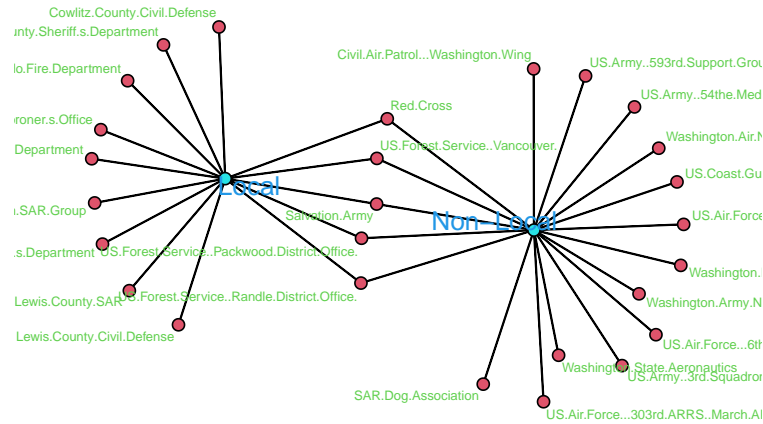 Cowlitz.County.Civil.Defense
nty.Sheriff.s.Department
Civil.Air.Patrol...Washington.Wing
US.Army..593rd.Support.Grou
lo.Fire.Department
US.Army..54the.Med
Red.Cross
roner.s.Office
Washington.Air.N
US.Forest.Service..Vancouver.
Department
US.Coast.Gu
Local
.SAR.Group
Salvation.Army
Non-Local
US.Air.Force
s.Department
US.Forest.Service..Packwood.District.Office.
Washington.
Lewis.County.SAR
US.Forest.Service..Randle.District.Office.
Washington.Army.N
Lewis.County.Civil.Defense
US.Air.Force...6th
Washington.State.Aeronautics
US.Army..3rd.Squadron
SAR.Dog.Association
US.Air.Force...303rd.ARRS..March.A